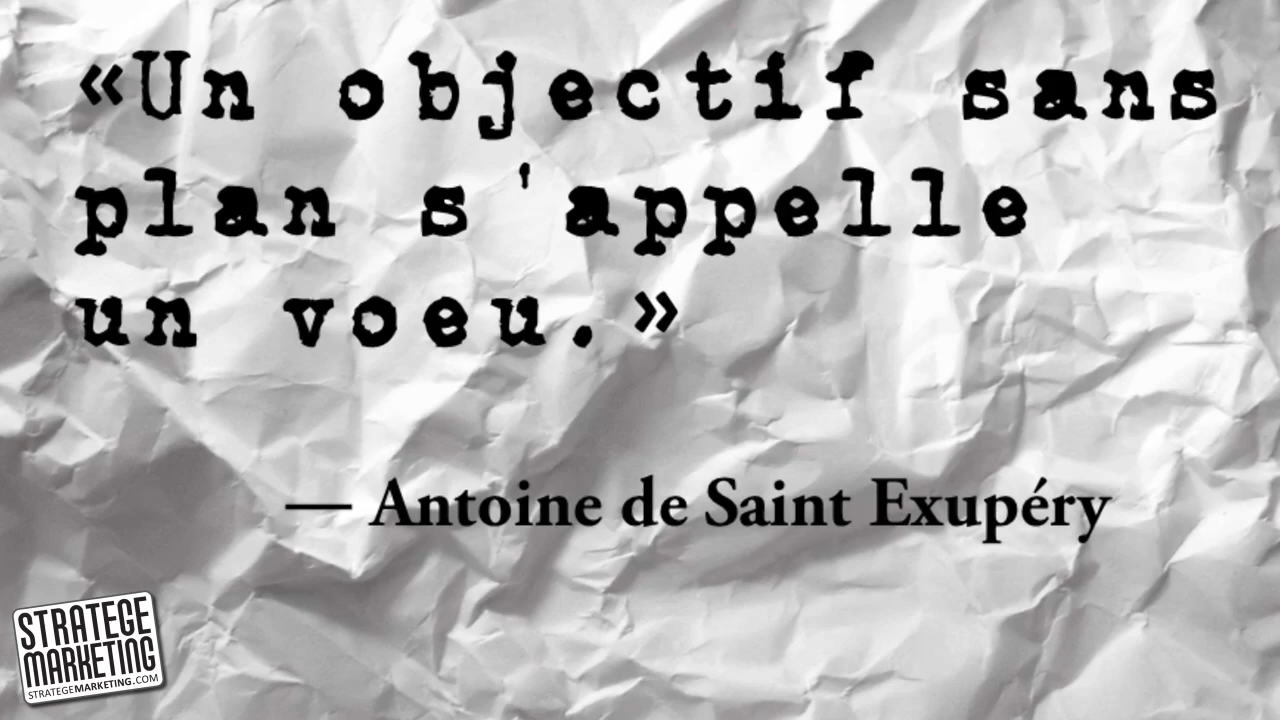 «Un objectif sans
plan s'appelle
un voeu.»
— Antoine de Saint Exupéry
STRATEGE
MARKETING
STRATEGEMARKETING.COM